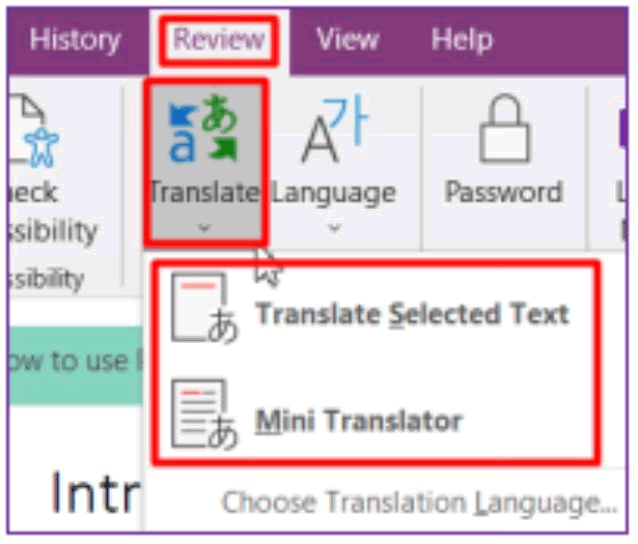 History Review View Help
eck Translate Language Password
ssibility
ssibility
Translate Selected Text
ow to use
Mini Translator
Intr
Choose Translation Language...